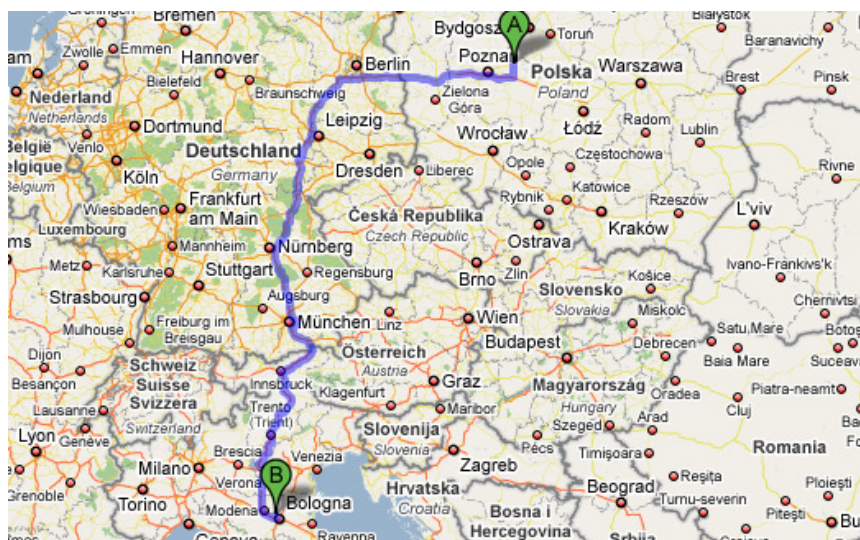 Bremen
Bydgoszcz
A
Toruń
Białystok
Baranavichy
Zwolle
Emmen
Hannover
Berlin
Poznań
Warszawa
Brest
Pinsk
Bielefeld
Braunschweig
Zielona
Góra
Polska
Poland
Nederland
Netherlands
Dortmund
Leipzig
Łódź
Radom
Lublin
België
Belgique
Belgium
Venlo
Köln
Deutschland
Germany
Dresden
Wrocław
Opole
Częstochowa
Rivne
Liberec
Katowice
Wiesbaden
Frankfurt
am Main
Rybnik
Rzeszów
Kraków
L'viv
Luxembourg
Česká Republika
Czech Republic
Ostrava
Metz
Mannheim
Karlsruhe
Nürnberg
Regensburg
Stuttgart
Brno
Zlín
Ivano-Frankivs'k
Košice
Slovensko
Slovakia
Strasbourg
Augsburg
Chernivtsi
Miskolc
Mulhouse
Freiburg im
Breisgau
München
Linz
Wien
Budapest
Debrecen
Satu Mare
Baia Mare
Suceava
Dijon
Besançon
Schweiz
Suisse
Svizzera
Switzerland
Innsbruck
Österreich
Austria
Graz
Magyarország
Hungary
Oradea
Piatra-neamt
Lausanne
Genève
Trento
(Trient)
Klagenfurt
Maribor
Szeged
Cluj
Arad
Lyon
Brescia
Venezia
Slovenija
Slovenia
Pécs
Timişoara
Romania
Milano
Verona
B
Zagreb
Grenoble
Torino
Modena
Bologna
Hrvatska
Croatia
Beograd
Reşiţa
Turnu-severin
Ploieşti
Piteşti
Ravenna
Bosna i
Hercegovina